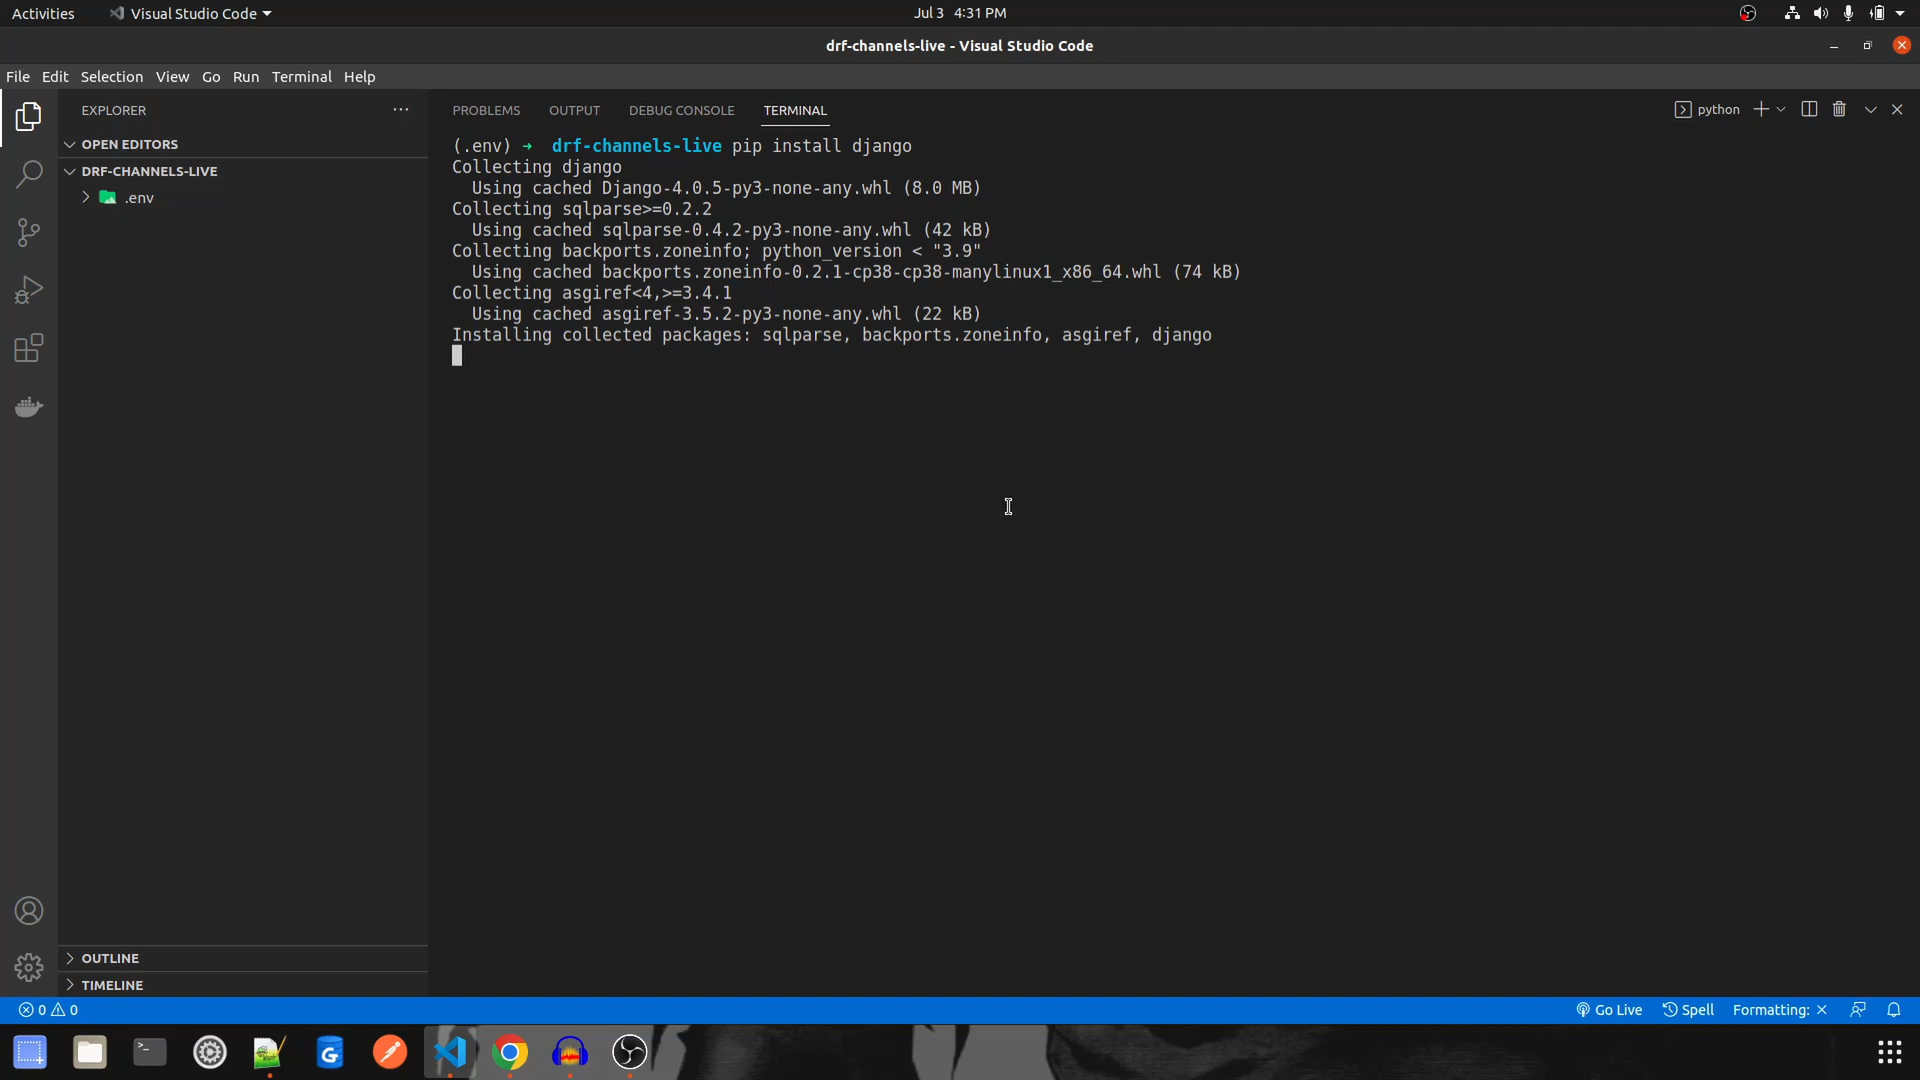 Activities Visual Studio Code Jul 3 4:31 PM
drf-channels-live - Visual Studio Code
File Edit Selection View Go Run Terminal Help
EXPLORER
OPEN EDITORS
DRF-CHANNELS-LIVE
.env
OUTLINE
TIMELINE
PROBLEMS OUTPUT DEBUG CONSOLE TERMINAL python
(.env) ➜ drf-channels-live pip install django
Collecting django
Using cached Django-4.0.5-py3-none-any.whl (8.0 MB)
Collecting sqlparse>=0.2.2
Using cached sqlparse-0.4.2-py3-none-any.whl (42 kB)
Collecting backports.zoneinfo; python_version < "3.9"
Using cached backports.zoneinfo-0.2.1-cp38-cp38-manylinux1_x86_64.whl (74 kB)
Collecting asgiref<4,>=3.4.1
Using cached asgiref-3.5.2-py3-none-any.whl (22 kB)
Installing collected packages: sqlparse, backports.zoneinfo, asgiref, django
0 0 Go Live Spell Formatting: ×